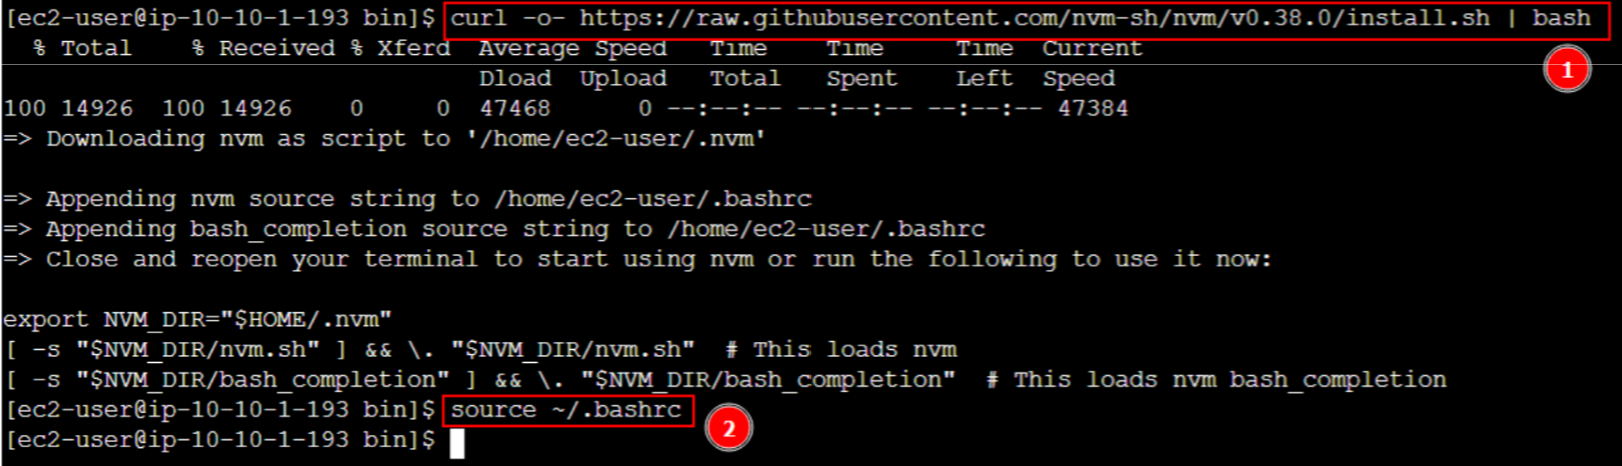 [ec2-user@ip-10-10-1-193 bin]$ curl -o- https://raw.githubusercontent.com/nvm-sh/nvm/v0.38.0/install.sh | bash
  % Total    % Received % Xferd  Average Speed   Time    Time     Time  Current
1
                                 Dload  Upload   Total   Spent    Left  Speed
100 14926  100 14926    0     0  47468      0 --:--:-- --:--:-- --:--:-- 47384
=> Downloading nvm as script to '/home/ec2-user/.nvm'

=> Appending nvm source string to /home/ec2-user/.bashrc
=> Appending bash_completion source string to /home/ec2-user/.bashrc
=> Close and reopen your terminal to start using nvm or run the following to use it now:

export NVM_DIR="$HOME/.nvm"
[ -s "$NVM_DIR/nvm.sh" ] && \. "$NVM_DIR/nvm.sh"  # This loads nvm
[ -s "$NVM_DIR/bash_completion" ] && \. "$NVM_DIR/bash_completion"  # This loads nvm bash_completion
[ec2-user@ip-10-10-1-193 bin]$ source ~/.bashrc
2
[ec2-user@ip-10-10-1-193 bin]$